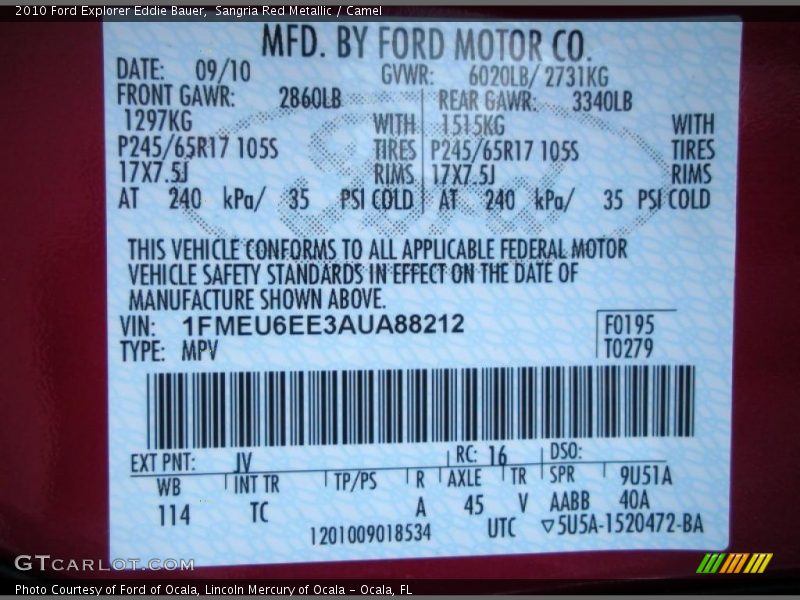 2010 Ford Explorer Eddie Bauer, Sangria Red Metallic / Camel
MFD. BY FORD MOTOR CO.
DATE: 09/10 GVWR: 6020LB/ 2731KG
FRONT GAWR: 2860LB REAR GAWR: 3340LB
1297KG WITH 1515KG WITH
P245/65R17 105S TIRES P245/65R17 105S TIRES
17X7.5J RIMS 17X7.5J RIMS
AT 240 kPa/ 35 PSI COLD AT 240 kPa/ 35 PSI COLD
Ford
THIS VEHICLE CONFORMS TO ALL APPLICABLE FEDERAL MOTOR
VEHICLE SAFETY STANDARDS IN EFFECT ON THE DATE OF
MANUFACTURE SHOWN ABOVE.
VIN: 1FMEU6EE3AUA88212 F0195
TYPE: MPV T0279
EXT PNT: JV RC: 16 DSO:
WB INT TR TP/PS R AXLE TR SPR 9U51A
114 TC A 45 V AABB 40A
1201009018534 UTC ▽5U5A-1520472-BA
GTCARLOT.COM
Photo Courtesy of Ford of Ocala, Lincoln Mercury of Ocala - Ocala, FL